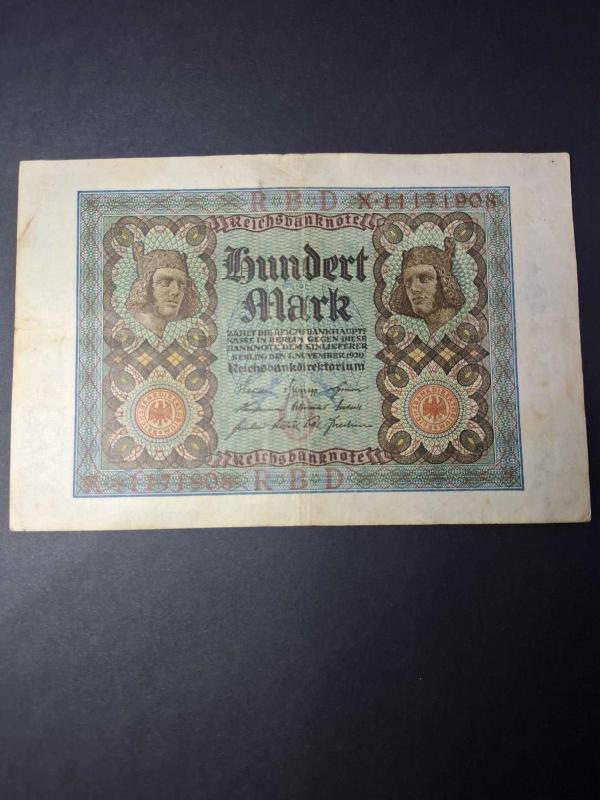 R·B·D X·11171908
Reichsbanknote
Hundert
Mark
ZAHLT DIE REICHSBANKHAUPT=
KASSE IN BERLIN GEGEN DIESE
BANKNOTE DEM EINLIEFERER
BERLIN, DEN 1. NOVEMBER 1920
Reichsbankdirektorium
Reichsbanknote
X·11171908 R·B·D